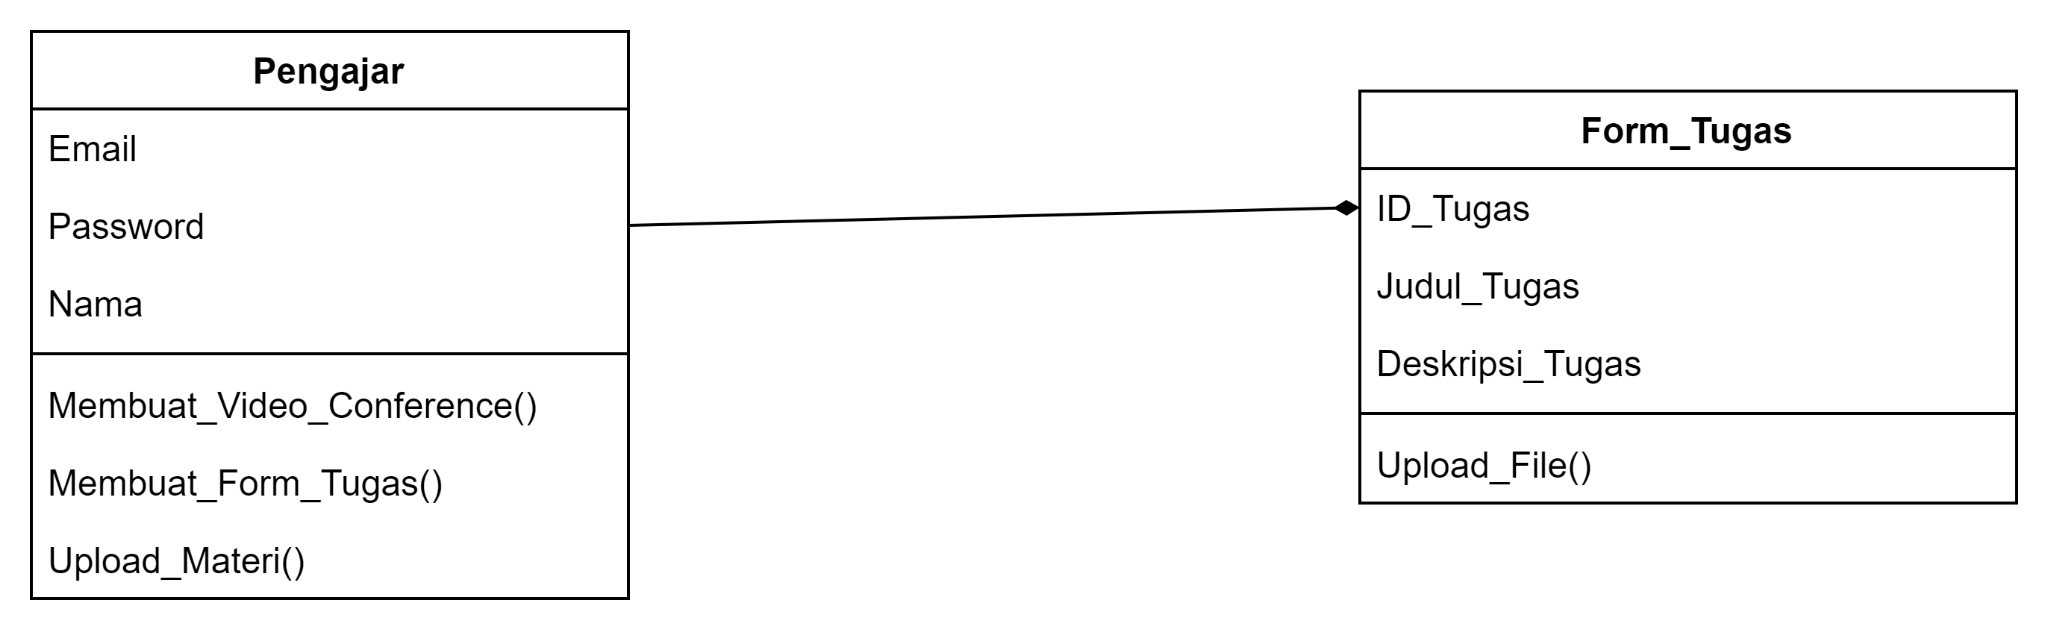 Pengajar
Email
Password
Nama
Membuat_Video_Conference()
Membuat_Form_Tugas()
Upload_Materi()
Form_Tugas
ID_Tugas
Judul_Tugas
Deskripsi_Tugas
Upload_File()